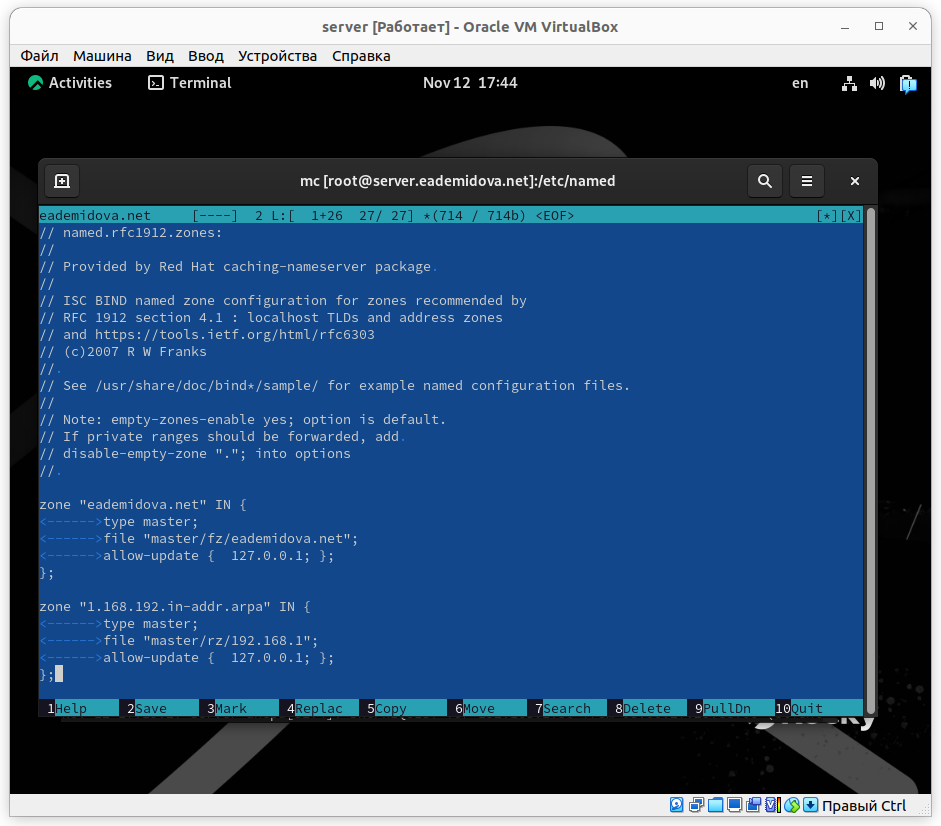 server [Работает] - Oracle VM VirtualBox
Файл Машина Вид Ввод Устройства Справка
Activities Terminal Nov 12 17:44 en
mc [root@server.eademidova.net]:/etc/named
eademidova.net [----] 2 L:[ 1+26 27/ 27] *(714 / 714b) <EOF> [*][X]
// named.rfc1912.zones:
//
// Provided by Red Hat caching-nameserver package.
//
// ISC BIND named zone configuration for zones recommended by
// RFC 1912 section 4.1 : localhost TLDs and address zones
// and https://tools.ietf.org/html/rfc6303
// (c)2007 R W Franks
//.
// See /usr/share/doc/bind*/sample/ for example named configuration files.
//
// Note: empty-zones-enable yes; option is default.
// If private ranges should be forwarded, add.
// disable-empty-zone "."; into options
//.
zone "eademidova.net" IN {
<------>type master;
<------>file "master/fz/eademidova.net";
<------>allow-update { 127.0.0.1; };
};
zone "1.168.192.in-addr.arpa" IN {
<------>type master;
<------>file "master/rz/192.168.1";
<------>allow-update { 127.0.0.1; };
};
1Help 2Save 3Mark 4Replac 5Copy 6Move 7Search 8Delete 9PullDn 10Quit
Правый Ctrl